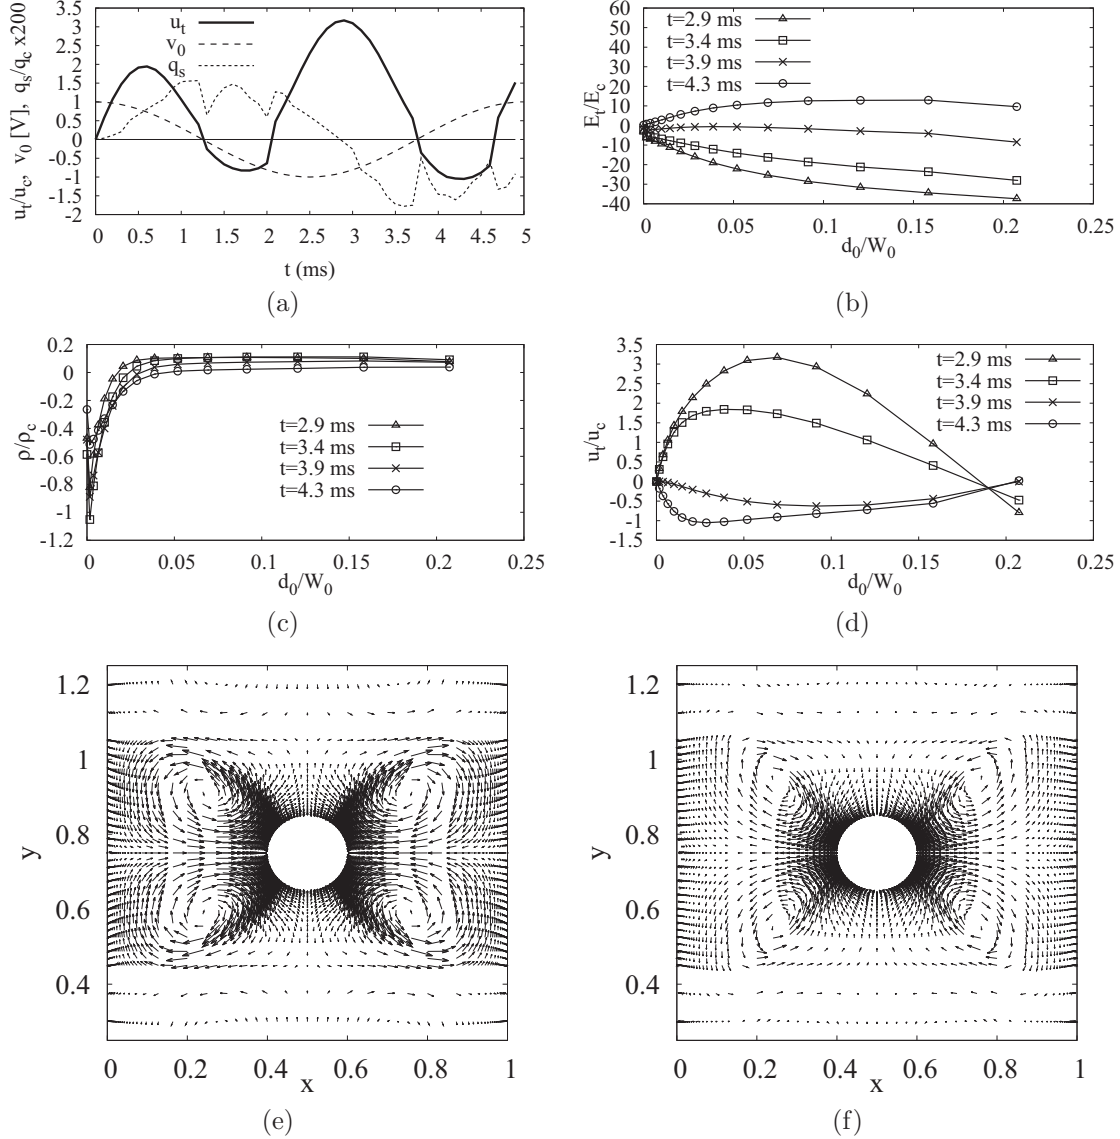 3.5
3
2.5
2
1.5
1
0.5
0
-0.5
-1
-1.5
-2
u_t/u_c, v_0 [V], q_s/q_c x200
u_t
v_0
q_s
0 0.5 1 1.5 2 2.5 3 3.5 4 4.5 5
t (ms)
(a)
60
50
40
30
20
10
0
-10
-20
-30
-40
E_t/E_c
t=2.9 ms
t=3.4 ms
t=3.9 ms
t=4.3 ms
0 0.05 0.1 0.15 0.2 0.25
d_0/W_0
(b)
0.2
0
-0.2
-0.4
-0.6
-0.8
-1
-1.2
ρ/ρ_c
t=2.9 ms
t=3.4 ms
t=3.9 ms
t=4.3 ms
0 0.05 0.1 0.15 0.2 0.25
d_0/W_0
(c)
3.5
3
2.5
2
1.5
1
0.5
0
-0.5
-1
-1.5
u_t/u_c
t=2.9 ms
t=3.4 ms
t=3.9 ms
t=4.3 ms
0 0.05 0.1 0.15 0.2 0.25
d_0/W_0
(d)
1.2
1
0.8
0.6
0.4
y
0 0.2 0.4 0.6 0.8 1
x
(e)
1.2
1
0.8
0.6
0.4
y
0 0.2 0.4 0.6 0.8 1
x
(f)